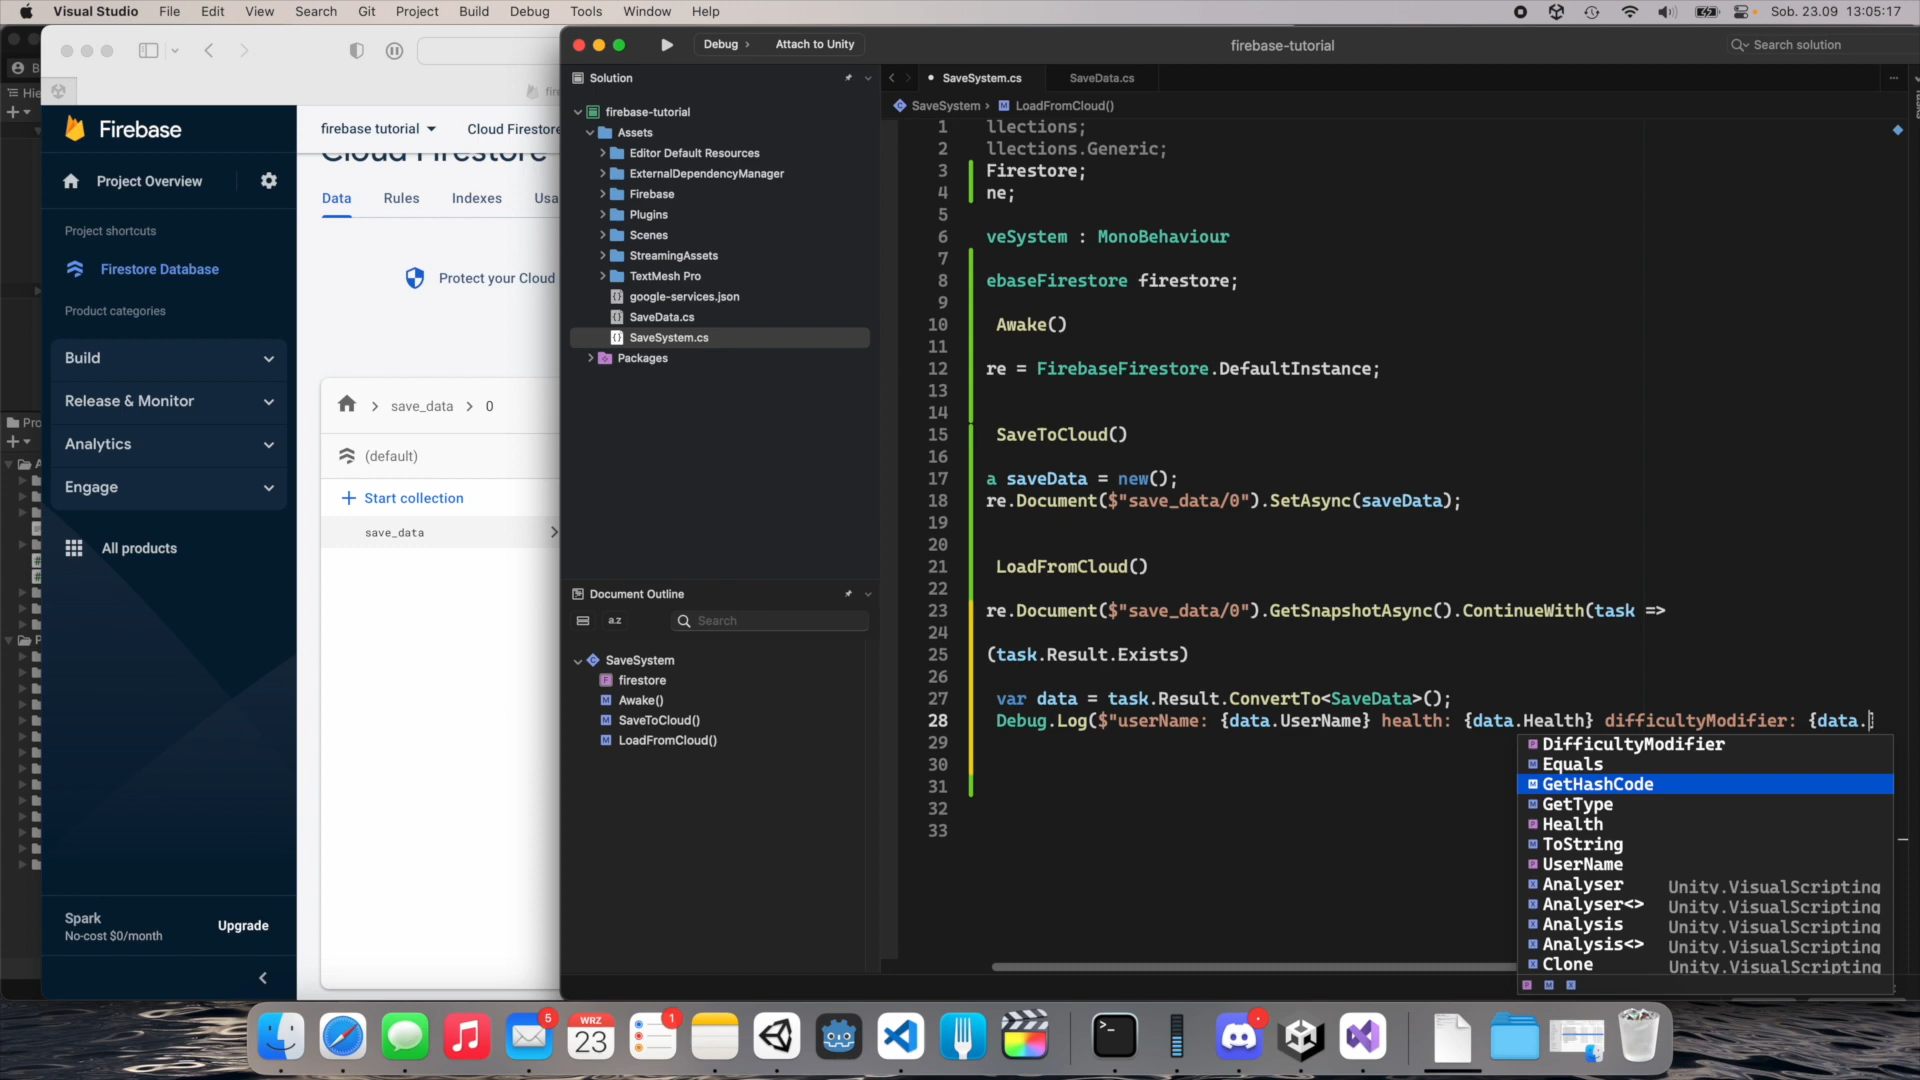 Visual Studio File Edit View Search Git Project Build Debug Tools Window Help Sob. 23.09 13:05:17
Debug › Attach to Unity firebase-tutorial Search solution
Hie
Firebase
Project Overview
Project shortcuts
Firestore Database
Product categories
Build
Release & Monitor
Analytics
Engage
All products
Spark
No-cost $0/month
Upgrade
firebase tutorial Cloud Firestore
Cloud Firestore
Data Rules Indexes Usa
Protect your Cloud
save_data 0
(default)
Start collection
save_data
Solution
firebase-tutorial
Assets
Editor Default Resources
ExternalDependencyManager
Firebase
Plugins
Scenes
StreamingAssets
TextMesh Pro
google-services.json
SaveData.cs
SaveSystem.cs
Packages
Document Outline
a.z Search
SaveSystem
firestore
Awake()
SaveToCloud()
LoadFromCloud()
SaveSystem.cs SaveData.cs
SaveSystem › LoadFromCloud()
1 llections;
2 llections.Generic;
3 Firestore;
4 ne;
5
6 veSystem : MonoBehaviour
7
8 ebaseFirestore firestore;
9
10 Awake()
11
12 re = FirebaseFirestore.DefaultInstance;
13
14
15 SaveToCloud()
16
17 a saveData = new();
18 re.Document($"save_data/0").SetAsync(saveData);
19
20
21 LoadFromCloud()
22
23 re.Document($"save_data/0").GetSnapshotAsync().ContinueWith(task =>
24
25 (task.Result.Exists)
26
27 var data = task.Result.ConvertTo<SaveData>();
28 Debug.Log($"userName: {data.UserName} health: {data.Health} difficultyModifier: {data.
29
30
31
32
33
DifficultyModifier
Equals
GetHashCode
GetType
Health
ToString
UserName
Analyser Unity.VisualScripting
Analyser<> Unity.VisualScripting
Analysis Unity.VisualScripting
Analysis<> Unity.VisualScripting
Clone Unity.VisualScripting
5
WRZ
23
1